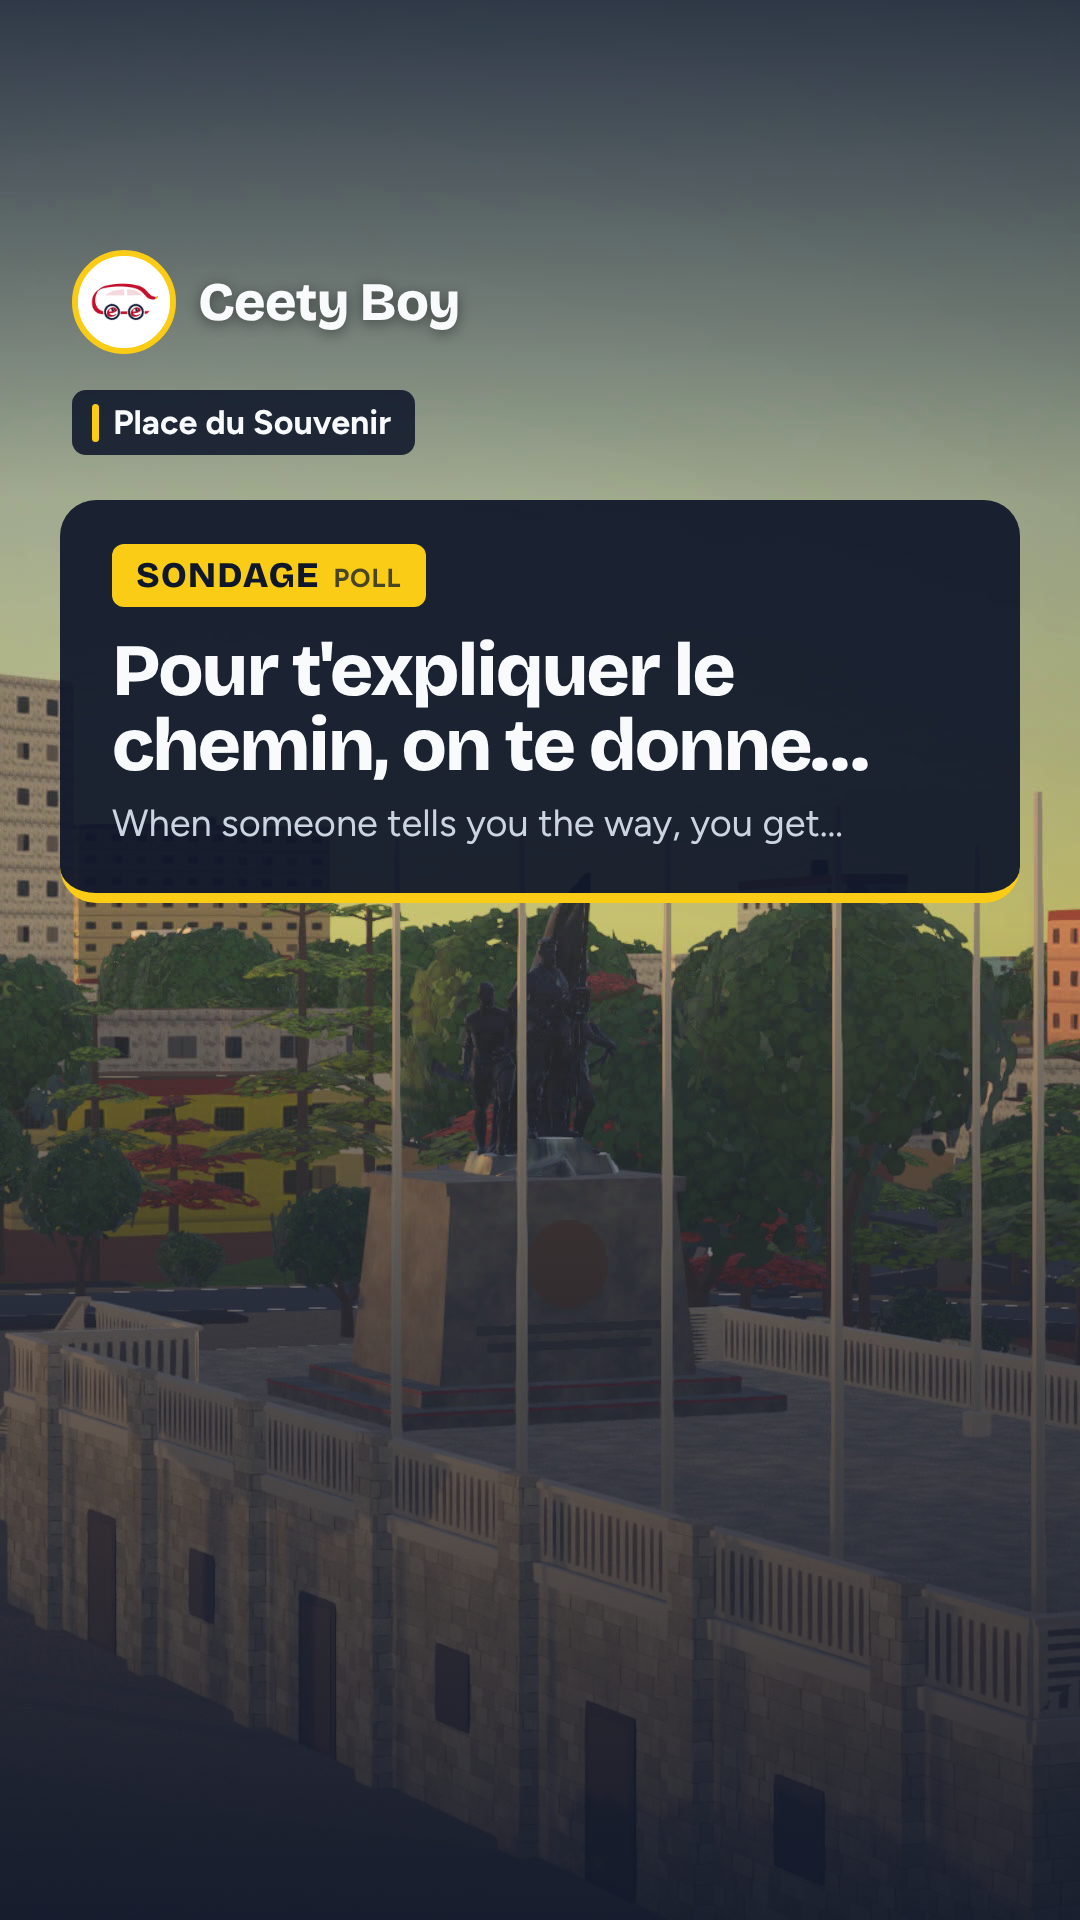 Ceety Boy
Place du Souvenir
SONDAGE POLL
Pour t'expliquer le
chemin, on te donne...
When someone tells you the way, you get...